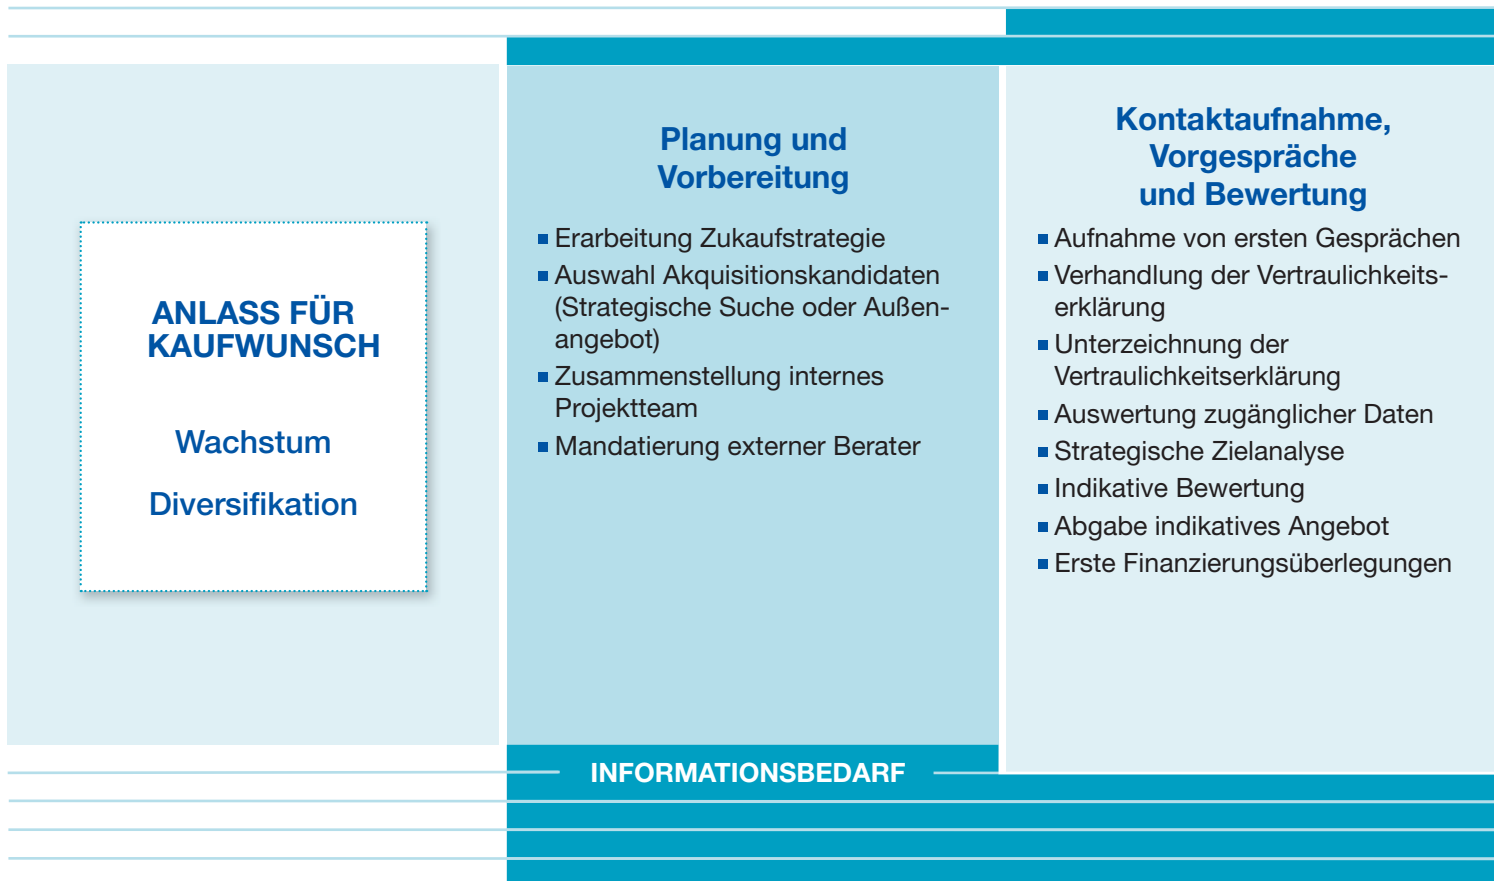 ANLASS FÜR
KAUFWUNSCH
Wachstum
Diversifikation
Planung und
Vorbereitung
Erarbeitung Zukaufstrategie
Auswahl Akquisitionskandidaten
(Strategische Suche oder Außen-
angebot)
Zusammenstellung internes
Projektteam
Mandatierung externer Berater
Kontaktaufnahme,
Vorgespräche
und Bewertung
Aufnahme von ersten Gesprächen
Verhandlung der Vertraulichkeits-
erklärung
Unterzeichnung der
Vertraulichkeitserklärung
Auswertung zugänglicher Daten
Strategische Zielanalyse
Indikative Bewertung
Abgabe indikatives Angebot
Erste Finanzierungsüberlegungen
INFORMATIONSBEDARF